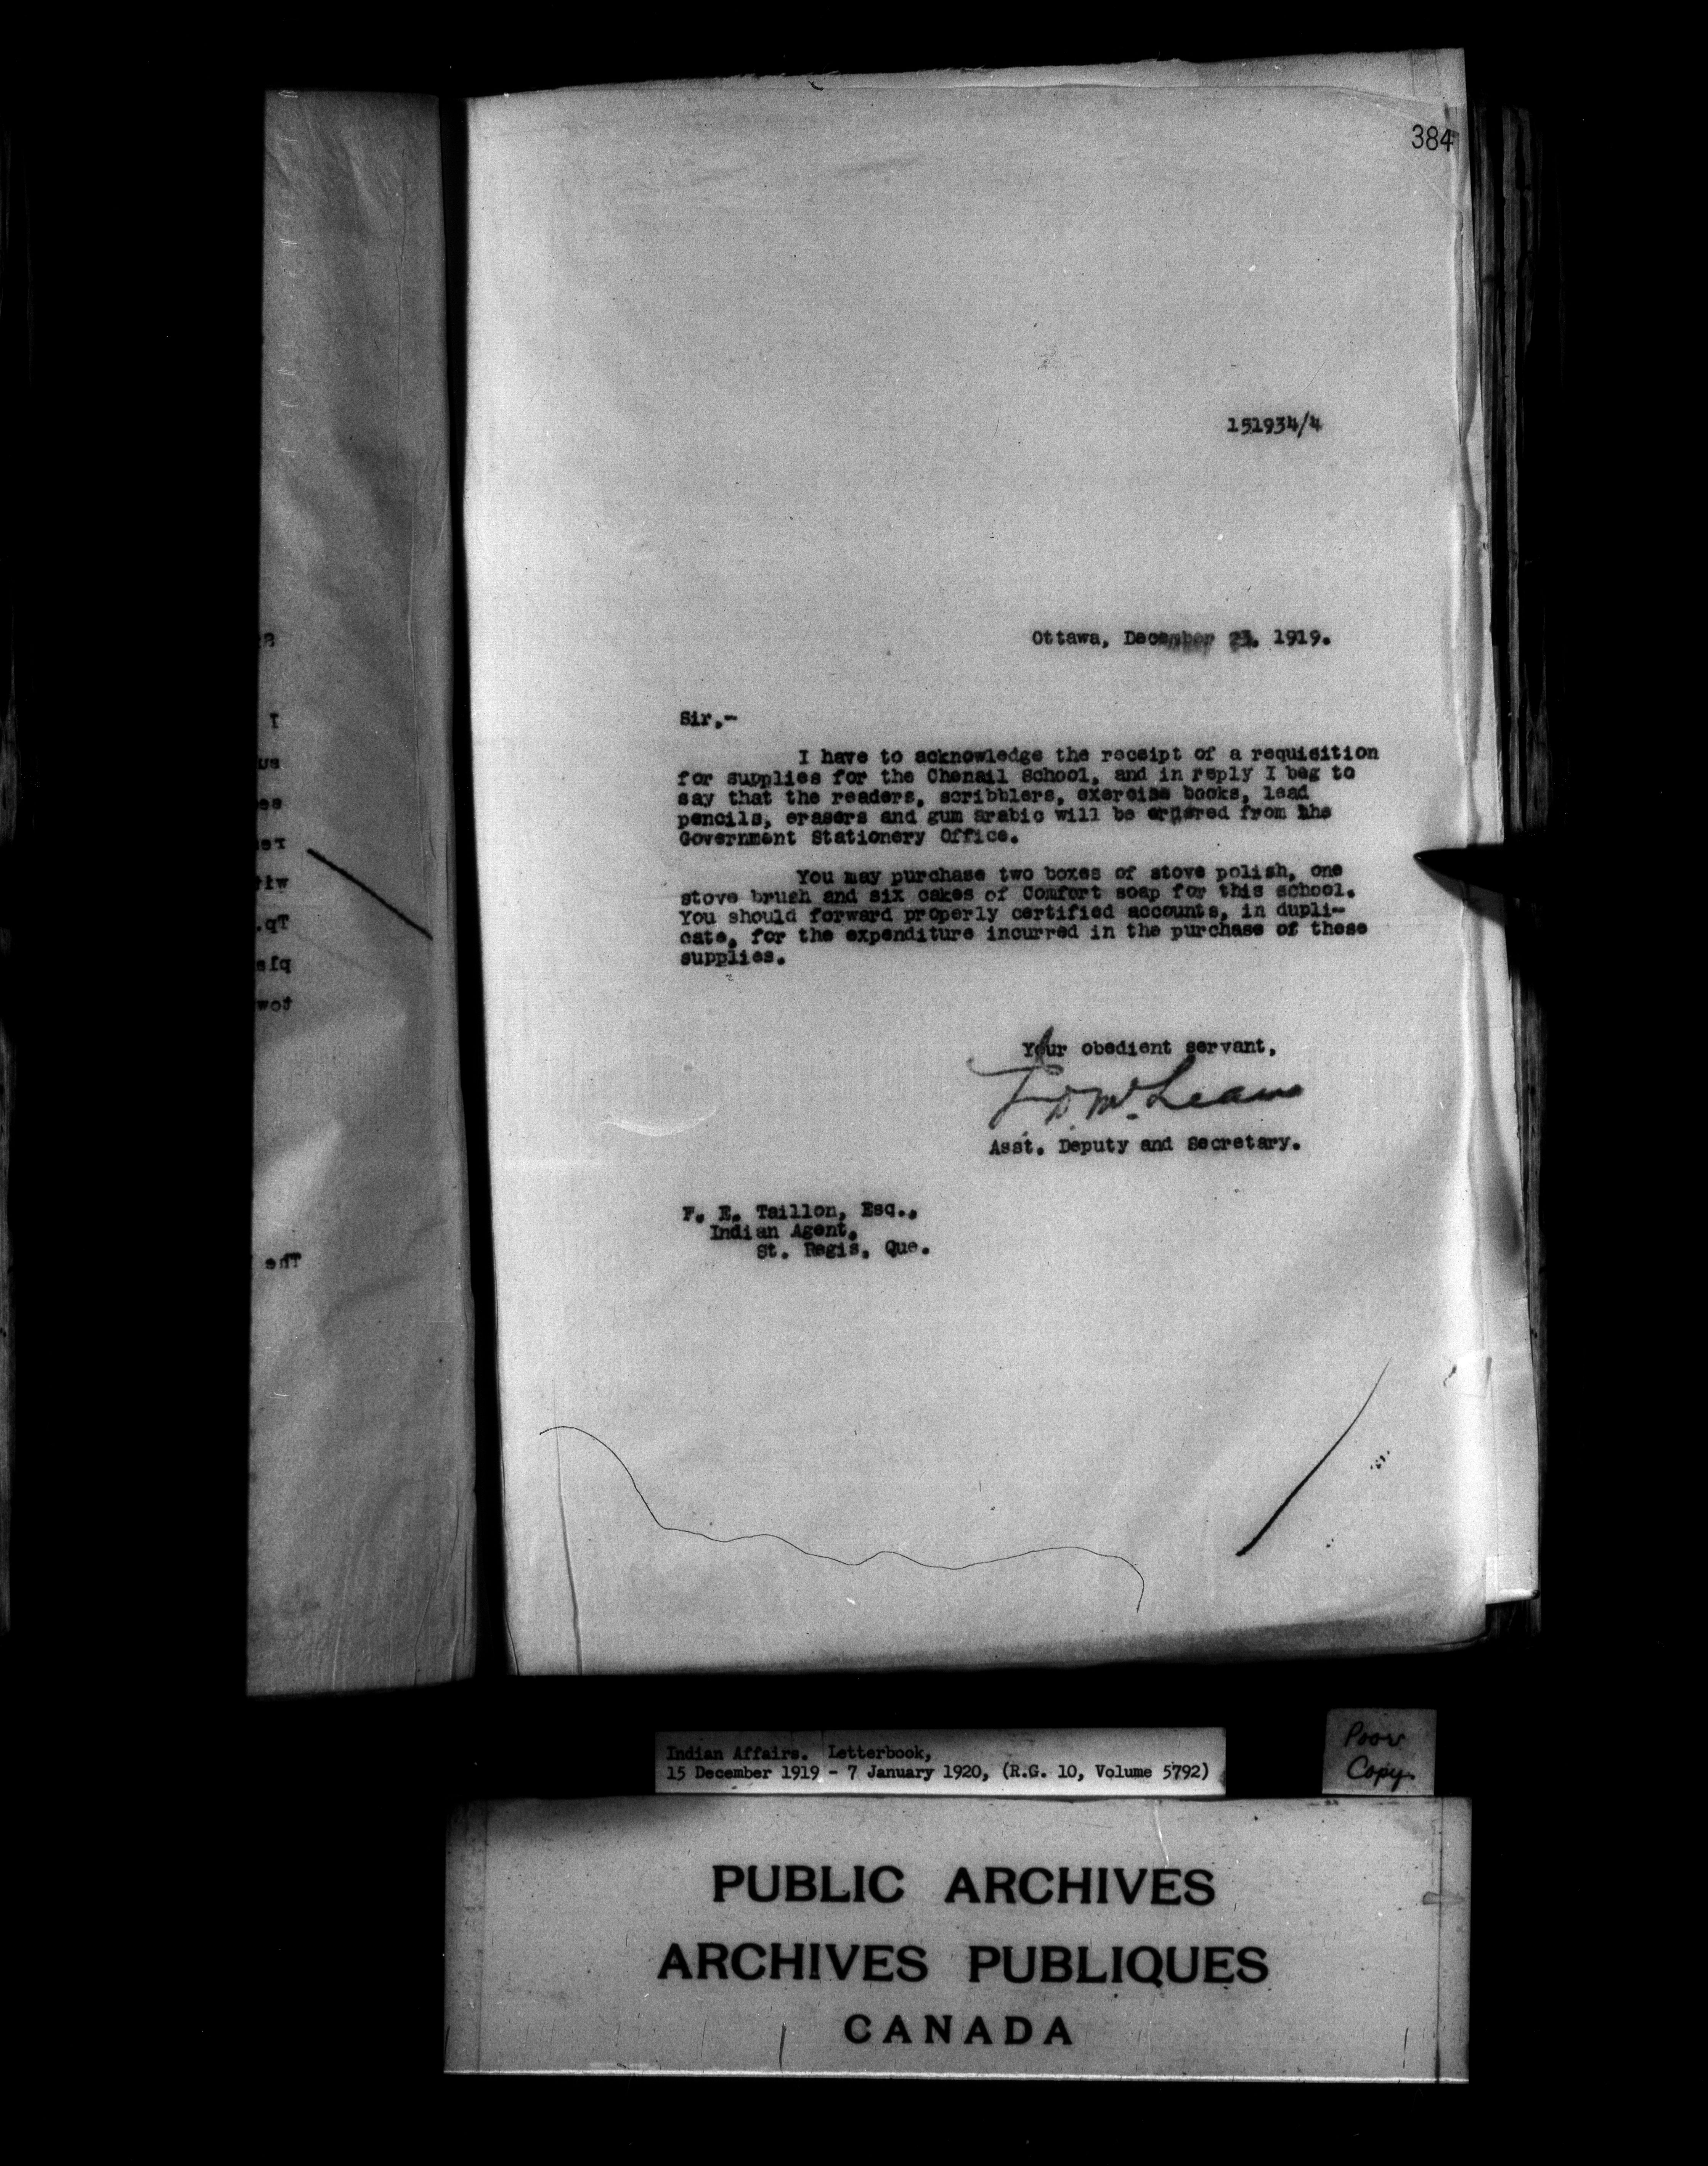 384
151934/4
Ottawa, December 23. 1919.
Sir,-
I have to acknowledge the receipt of a requisition
for supplies for the Chenail School, and in reply I beg to
say that the readers, scribblers, exercise books, lead
pencils, erasers and gum arabic will be ordered from the
Government Stationery Office.
You may purchase two boxes of stove polish, one
stove brush and six cakes of Comfort soap for this school.
You should forward properly certified accounts, in dupli-
cate, for the expenditure incurred in the purchase of these
supplies.
Your obedient servant,
J D McLean
Asst. Deputy and Secretary.
F. E. Taillon, Esq.,
Indian Agent,
St. Regis, Que.
The
Indian Affairs. Letterbook,
15 December 1919 - 7 January 1920, (R.G. 10, Volume 5792)
Poor
Copy
PUBLIC ARCHIVES
ARCHIVES PUBLIQUES
CANADA